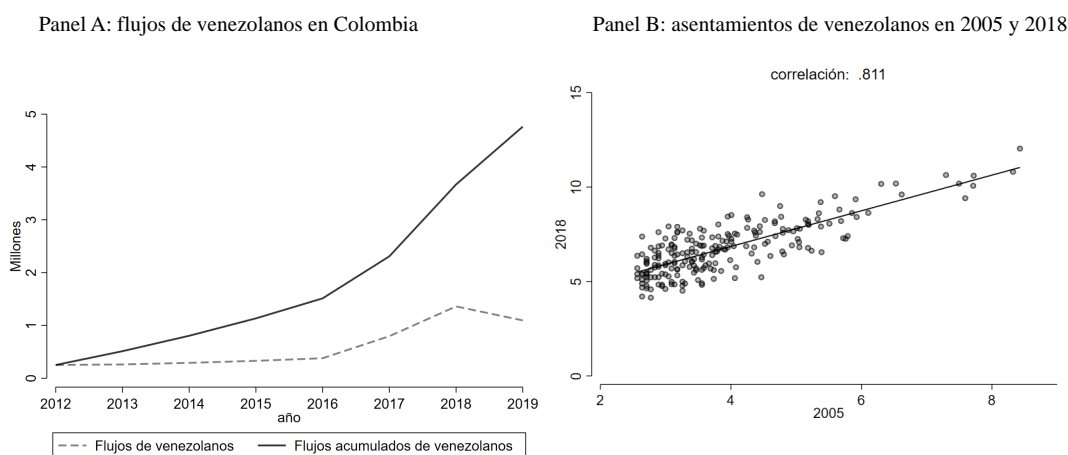 Panel A: flujos de venezolanos en Colombia
Millones
5
4
3
2
1
0
2012 2013 2014 2015 2016 2017 2018 2019
año
Flujos de venezolanos Flujos acumulados de venezolanos
Panel B: asentamientos de venezolanos en 2005 y 2018
correlación: .811
2018
15
10
5
0
2 4 6 8
2005